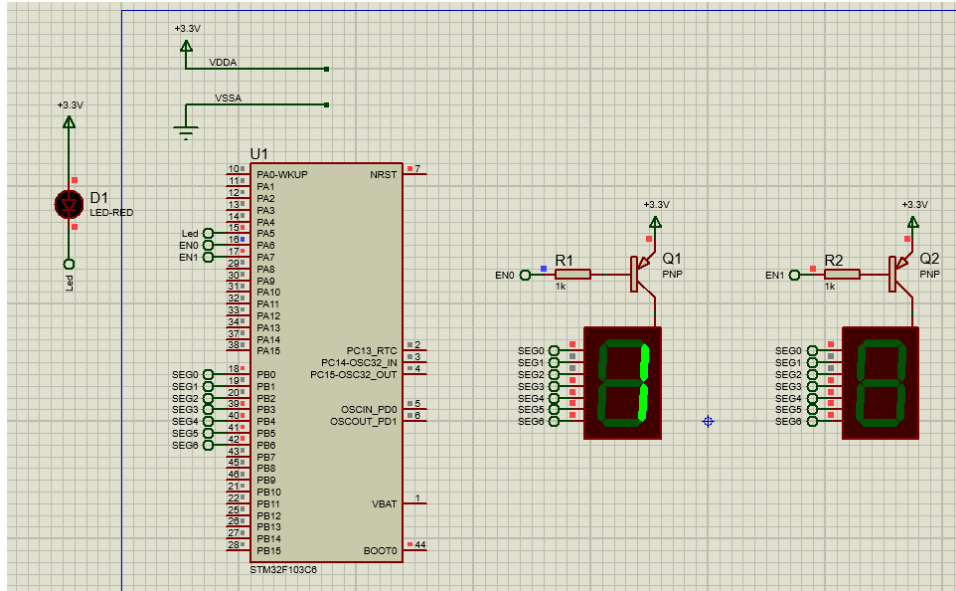 +3.3V
VDDA
VSSA
+3.3V
D1
LED-RED
Led
U1
10 PA0-WKUP
11 PA1
12 PA2
13 PA3
14 PA4
Led 15 PA5
EN0 16 PA6
EN1 17 PA7
29 PA8
30 PA9
31 PA10
32 PA11
33 PA12
34 PA13
37 PA14
38 PA15
SEG0 18 PB0
SEG1 19 PB1
SEG2 20 PB2
SEG3 39 PB3
SEG4 40 PB4
SEG5 41 PB5
SEG6 42 PB6
43 PB7
45 PB8
46 PB9
21 PB10
22 PB11
25 PB12
26 PB13
27 PB14
28 PB15
NRST 7
PC13_RTC 2
PC14-OSC32_IN 3
PC15-OSC32_OUT 4
OSCIN_PD0 5
OSCOUT_PD1 6
VBAT 1
BOOT0 44
STM32F103C6
+3.3V
EN0
R1
1k
Q1
PNP
SEG0
SEG1
SEG2
SEG3
SEG4
SEG5
SEG6
1
+3.3V
EN1
R2
1k
Q2
PNP
SEG0
SEG1
SEG2
SEG3
SEG4
SEG5
SEG6